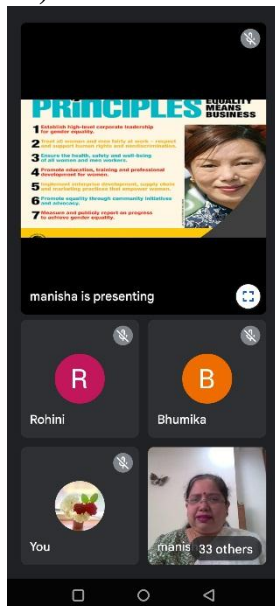 PRINCIPLES EQUALITY
MEANS
BUSINESS
1 Establish high-level corporate leadership
for gender equality.
2 Treat all women and men fairly at work – respect
and support human rights and nondiscrimination.
3 Ensure the health, safety and well-being
of all women and men workers.
4 Promote education, training and professional
development for women.
5 Implement enterprise development, supply chain
and marketing practices that empower women.
6 Promote equality through community initiatives
and advocacy.
7 Measure and publicly report on progress
to achieve gender equality.
manisha is presenting
R
B
Rohini
Bhumika
You
manis 33 others